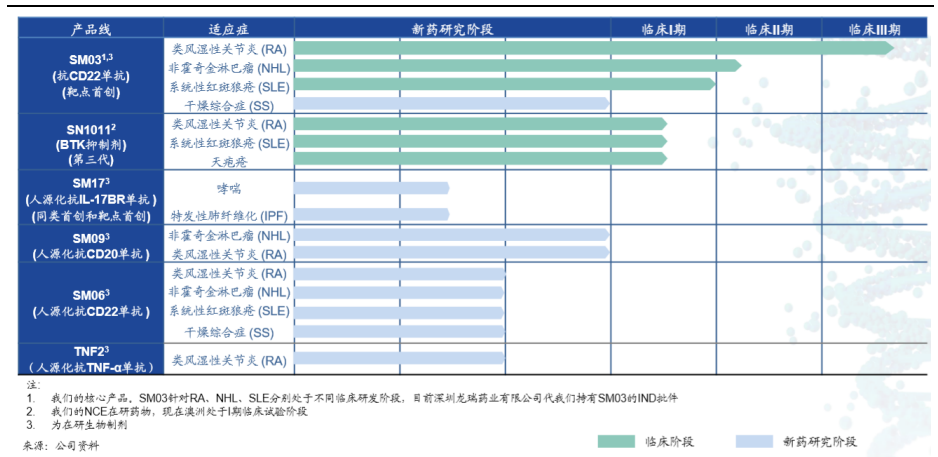 产品线 适应症 新药研究阶段 临床I期 临床II期 临床III期
SM031,3
(抗CD22单抗)
(靶点首创)
类风湿性关节炎 (RA)
非霍奇金淋巴瘤 (NHL)
系统性红斑狼疮 (SLE)
干燥综合症 (SS)
SN10112
(BTK抑制剂)
(第三代)
类风湿性关节炎 (RA)
系统性红斑狼疮 (SLE)
天疱疮
SM173
(人源化抗IL-17BR单抗)
(同类首创和靶点首创)
哮喘
特发性肺纤维化 (IPF)
SM093
(人源化抗CD20单抗)
非霍奇金淋巴瘤 (NHL)
类风湿性关节炎 (RA)
SM063
(人源化抗CD22单抗)
类风湿性关节炎 (RA)
非霍奇金淋巴瘤 (NHL)
系统性红斑狼疮 (SLE)
干燥综合症 (SS)
TNF23
(人源化抗TNF-α单抗)
类风湿性关节炎 (RA)
注:
1. 我们的核心产品。SM03针对RA、NHL、SLE分别处于不同临床研发阶段，目前深圳龙瑞药业有限公司代我们持有SM03的IND批件
2. 我们的NCE在研药物，现在澳洲处于I期临床试验阶段
3. 为在研生物制剂
来源：公司资料
临床阶段 新药研究阶段